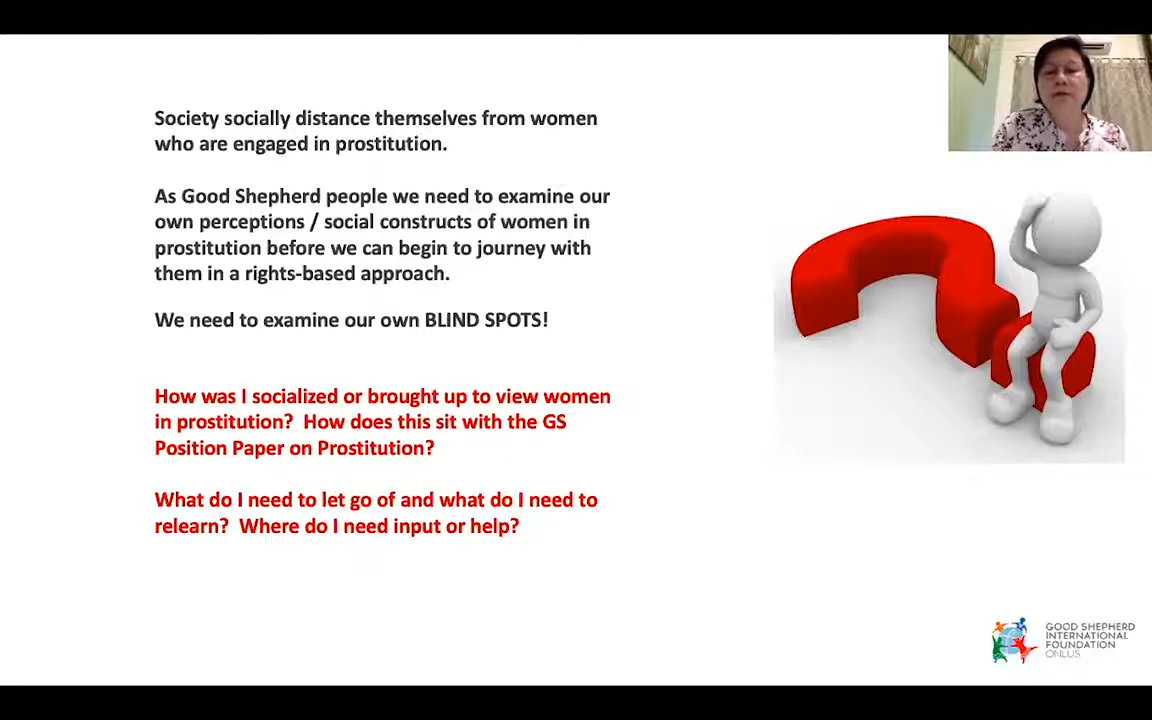 Society socially distance themselves from women
who are engaged in prostitution.
As Good Shepherd people we need to examine our
own perceptions / social constructs of women in
prostitution before we can begin to journey with
them in a rights-based approach.
We need to examine our own BLIND SPOTS!
How was I socialized or brought up to view women
in prostitution? How does this sit with the GS
Position Paper on Prostitution?
What do I need to let go of and what do I need to
relearn? Where do I need input or help?
GOOD SHEPHERD
INTERNATIONAL
FOUNDATION
ONLUS